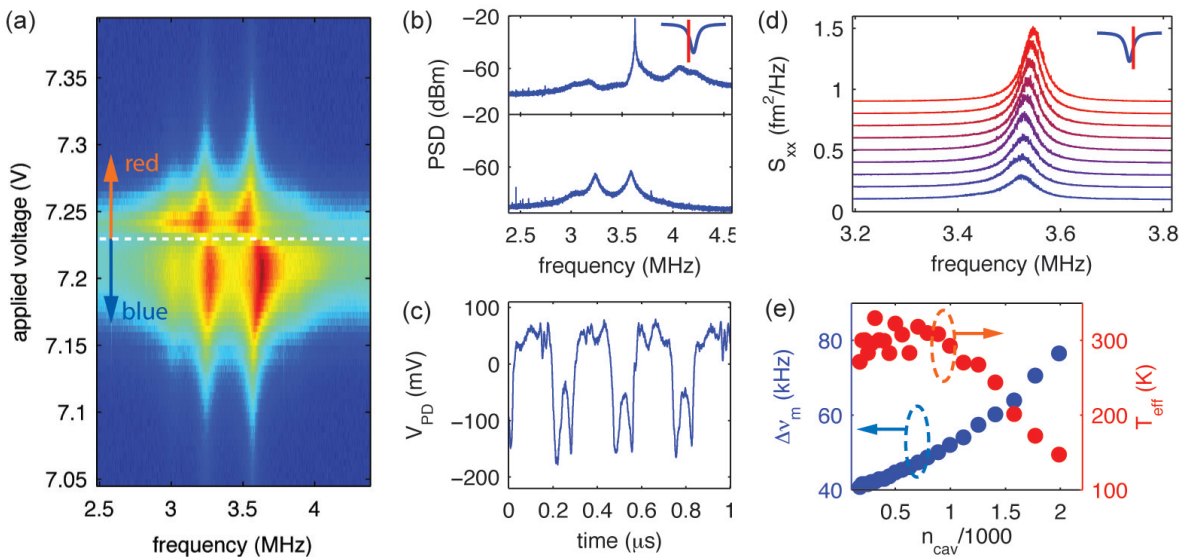 (a)
7.35
7.3
7.25
7.2
7.15
7.1
7.05
applied voltage (V)
red
blue
2.5 3 3.5 4
frequency (MHz)
(b)
−20
−60
−20
−60
PSD (dBm)
2.5 3 3.5 4 4.5
frequency (MHz)
(c)
100
0
−100
−200
V_PD (mV)
0 0.2 0.4 0.6 0.8 1
time (μs)
(d)
1.5
1
0.5
0
S_xx (fm²/Hz)
3.2 3.4 3.6 3.8
frequency (MHz)
(e)
80
60
40
Δν_m (kHz)
300
200
100
T_eff (K)
0.5 1 1.5 2
n_cav/1000